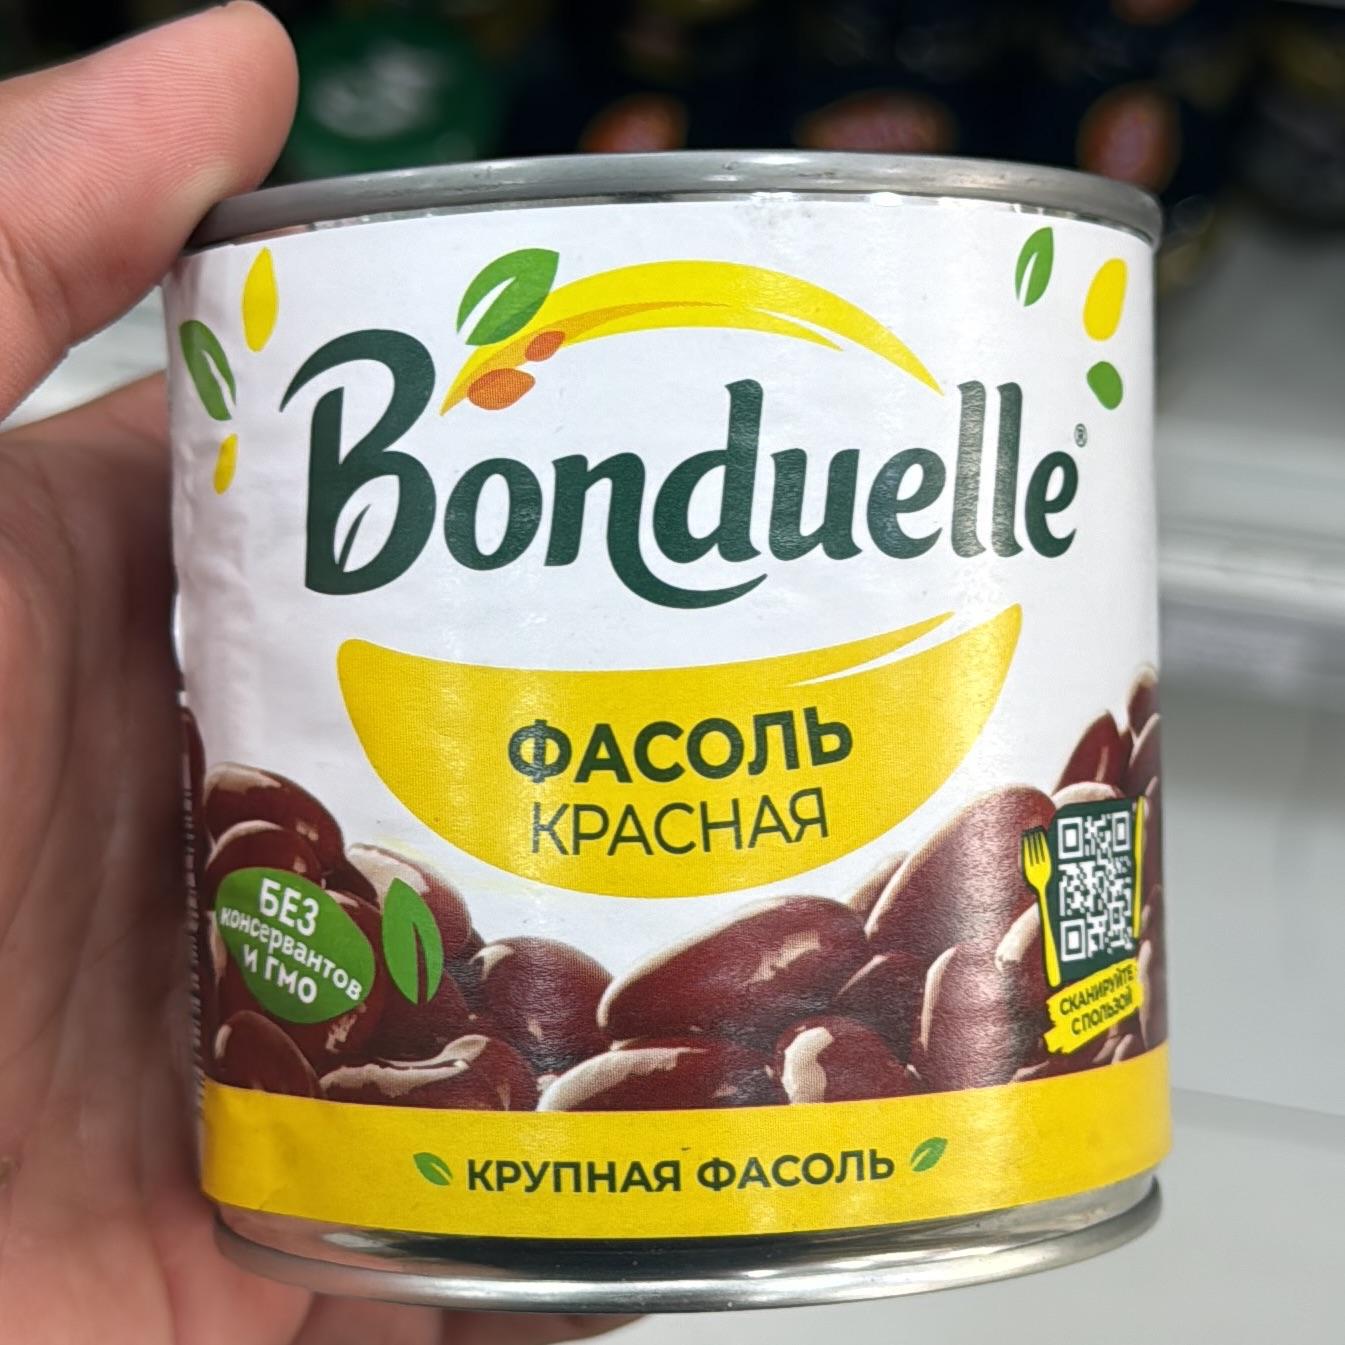 Bonduelle®
ФАСОЛЬ
КРАСНАЯ
БЕЗ
консервантов
и ГМО
СКАНИРУЙТЕ
С ПОЛЬЗОЙ
КРУПНАЯ ФАСОЛЬ